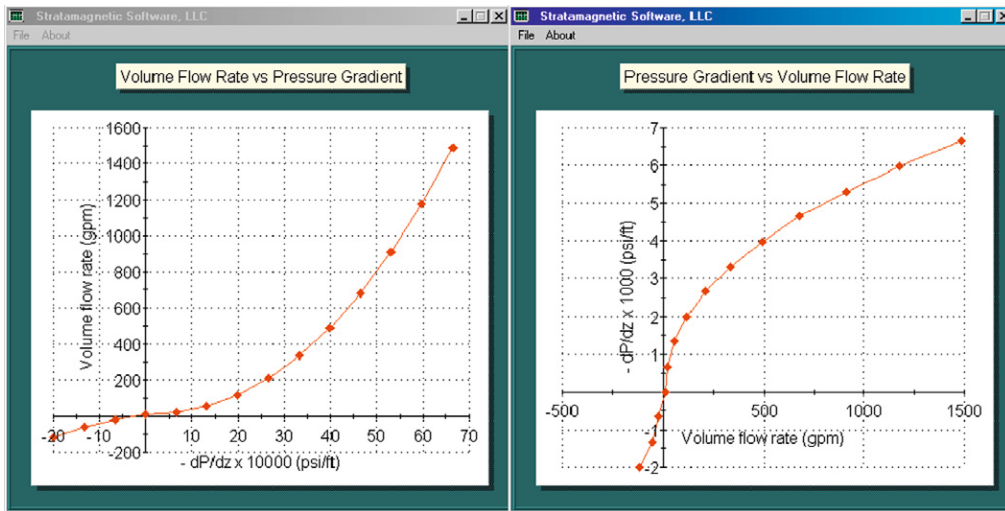 Stratamagnetic Software, LLC
File About
Volume Flow Rate vs Pressure Gradient
1600
1400
1200
1000
800
600
400
200
-200
-20 -10 10 20 30 40 50 60 70
Volume flow rate (gpm)
- dP/dz x 10000 (psi/ft)
Stratamagnetic Software, LLC
File About
Pressure Gradient vs Volume Flow Rate
7
6
5
4
3
2
1
-1
-2
-500 500 1000 1500
- dP/dz x 1000 (psi/ft)
Volume flow rate (gpm)